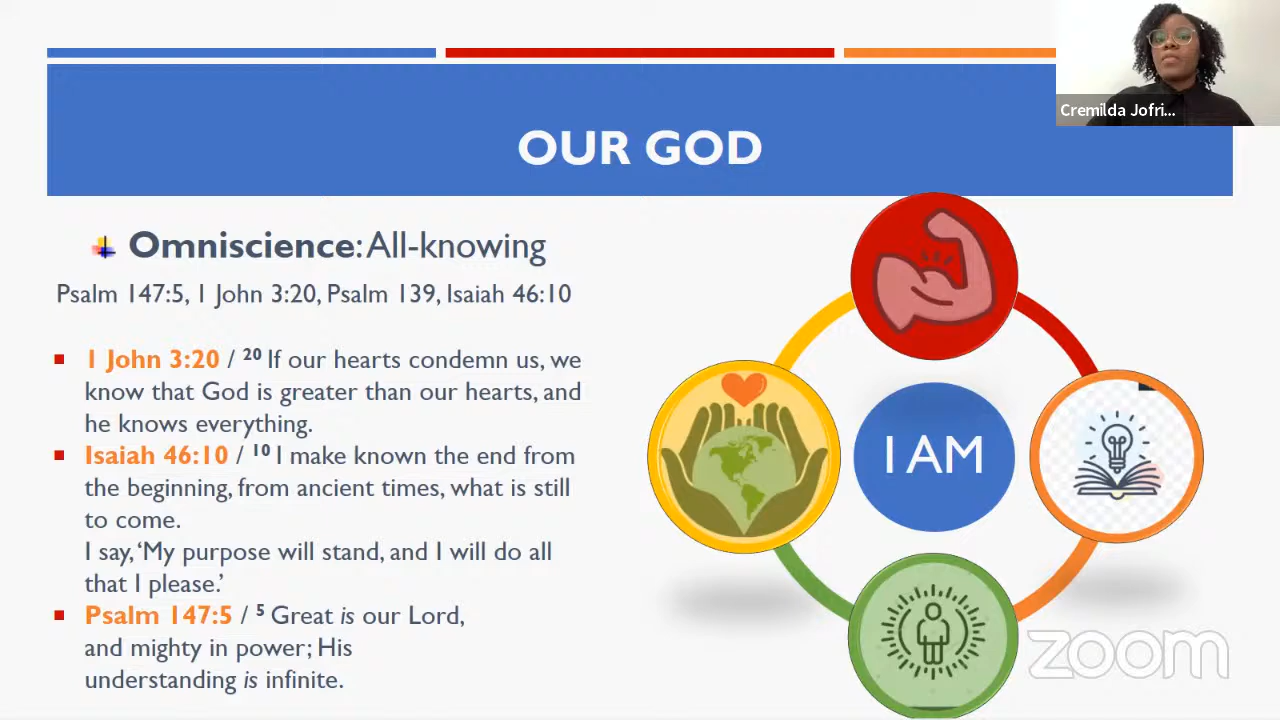 Cremilda Jofri...
OUR GOD
Omniscience: All-knowing
Psalm 147:5, 1 John 3:20, Psalm 139, Isaiah 46:10
1 John 3:20 / 20 If our hearts condemn us, we
know that God is greater than our hearts, and
he knows everything.
Isaiah 46:10 / 10 I make known the end from
the beginning, from ancient times, what is still
to come.
I say, ‘My purpose will stand, and I will do all
that I please.’
Psalm 147:5 / 5 Great is our Lord,
and mighty in power; His
understanding is infinite.
I AM
zoom